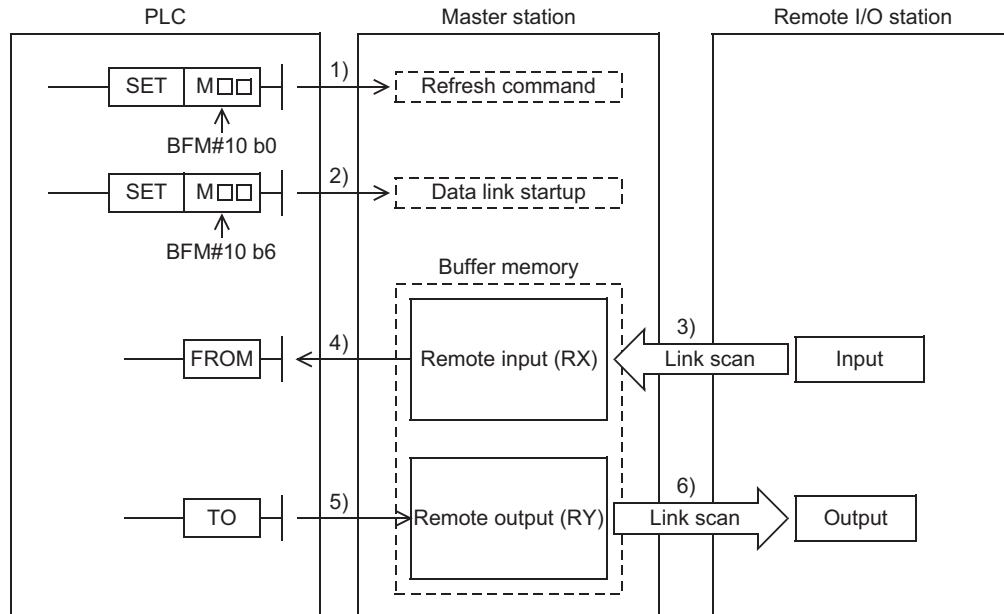 PLC Master station Remote I/O station
SET M□□ 1) Refresh command
BFM#10 b0
SET M□□ 2) Data link startup
BFM#10 b6
Buffer memory
3)
FROM 4) Remote input (RX) Link scan Input
6)
TO 5) Remote output (RY) Link scan Output